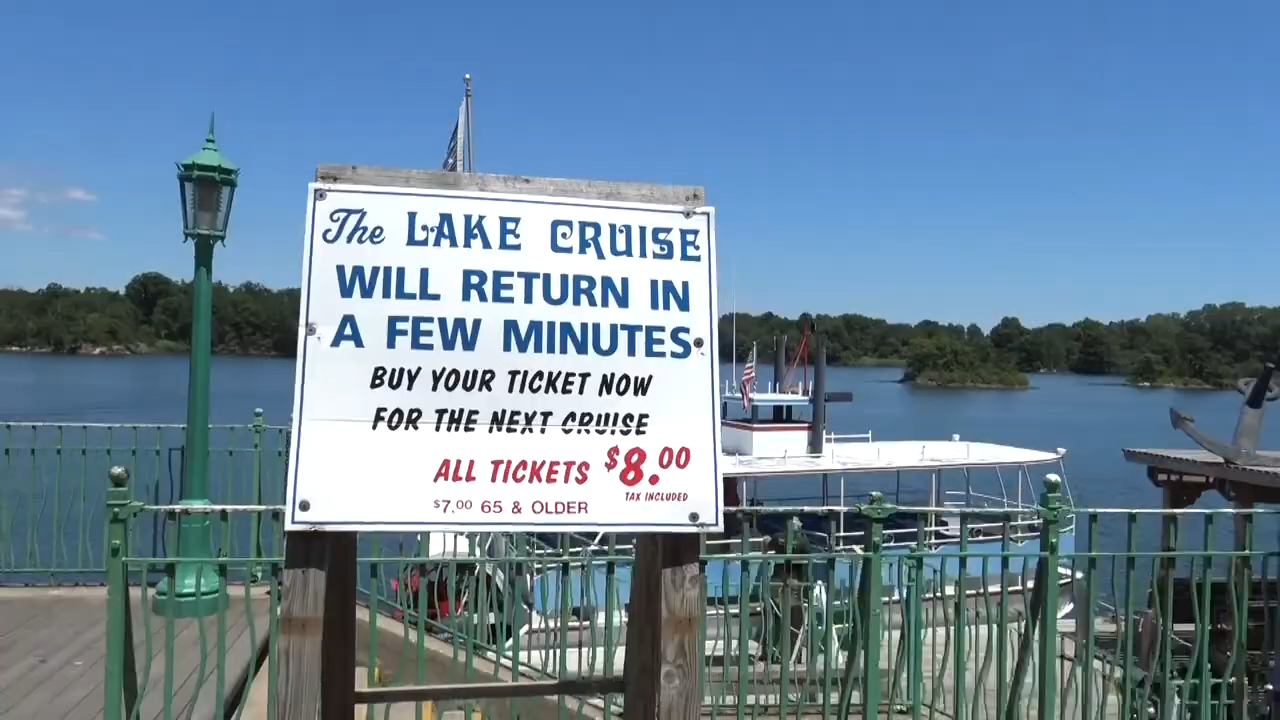 The LAKE CRUISE
WILL RETURN IN
A FEW MINUTES
BUY YOUR TICKET NOW
FOR THE NEXT CRUISE
ALL TICKETS $8.00
TAX INCLUDED
$7.00 65 & OLDER